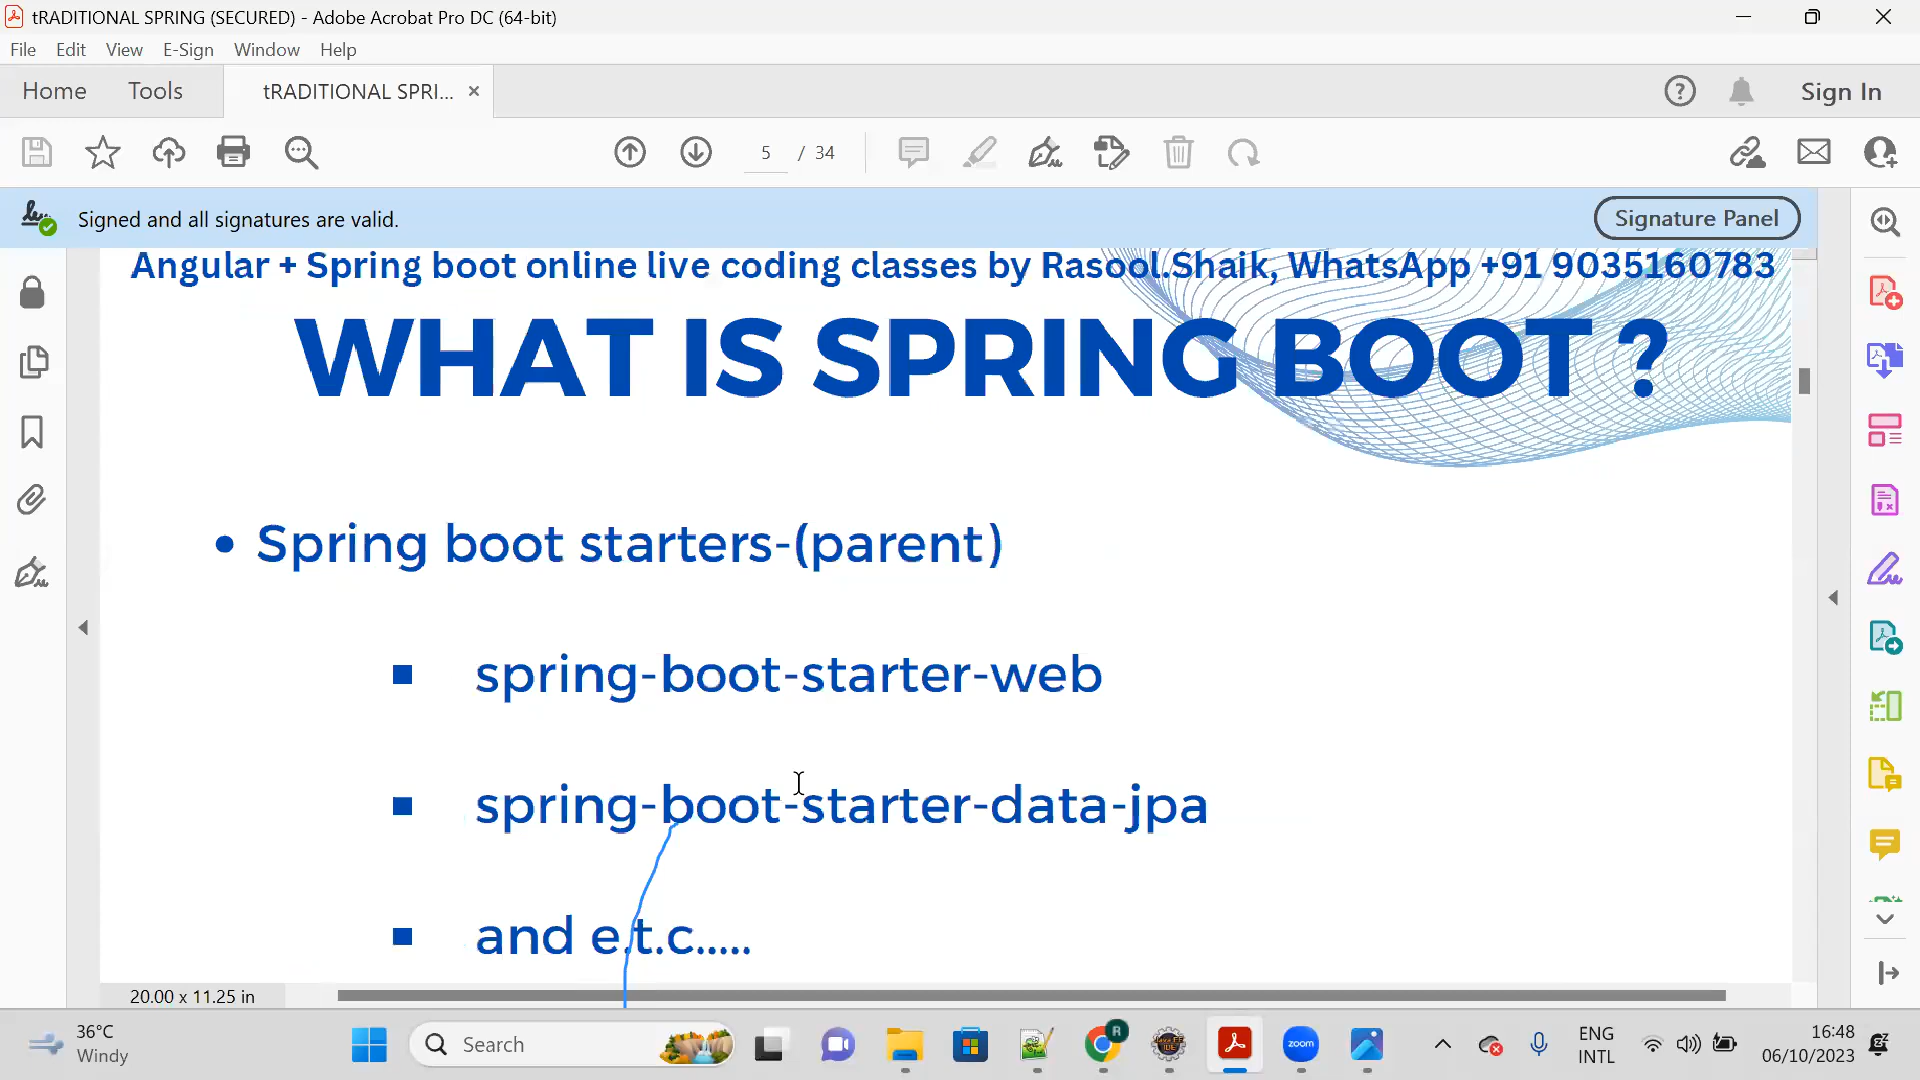 tRADITIONAL SPRING (SECURED) - Adobe Acrobat Pro DC (64-bit)
File Edit View E-Sign Window Help
Home Tools tRADITIONAL SPRI... × Sign In
5 / 34
Signed and all signatures are valid. Signature Panel
Angular + Spring boot online live coding classes by Rasool.Shaik, WhatsApp +91 9035160783
WHAT IS SPRING BOOT ?
• Spring boot starters-(parent)
▪ spring-boot-starter-web
▪ spring-boot-starter-data-jpa
▪ and e.t.c.....
20.00 x 11.25 in
36°C
Windy
Search
zoom
ENG
INTL
16:48
06/10/2023